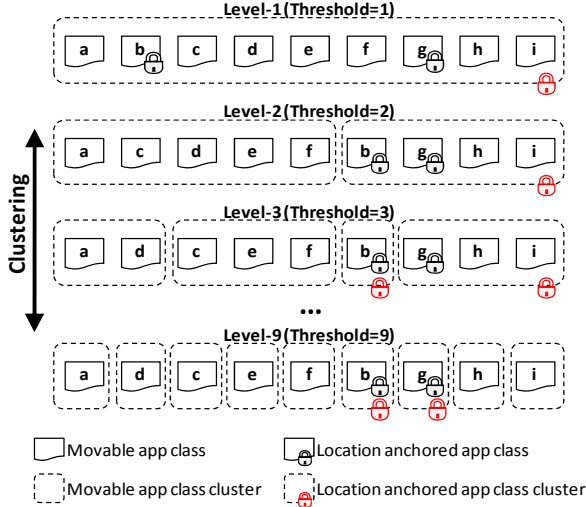 Level-1(Threshold=1)
a b c d e f g h i
Level-2(Threshold=2)
a c d e f b g h i
Level-3(Threshold=3)
a d c e f b g h i
...
Level-9(Threshold=9)
a d c e f b g h i
Clustering
Movable app class
Location anchored app class
Movable app class cluster
Location anchored app class cluster